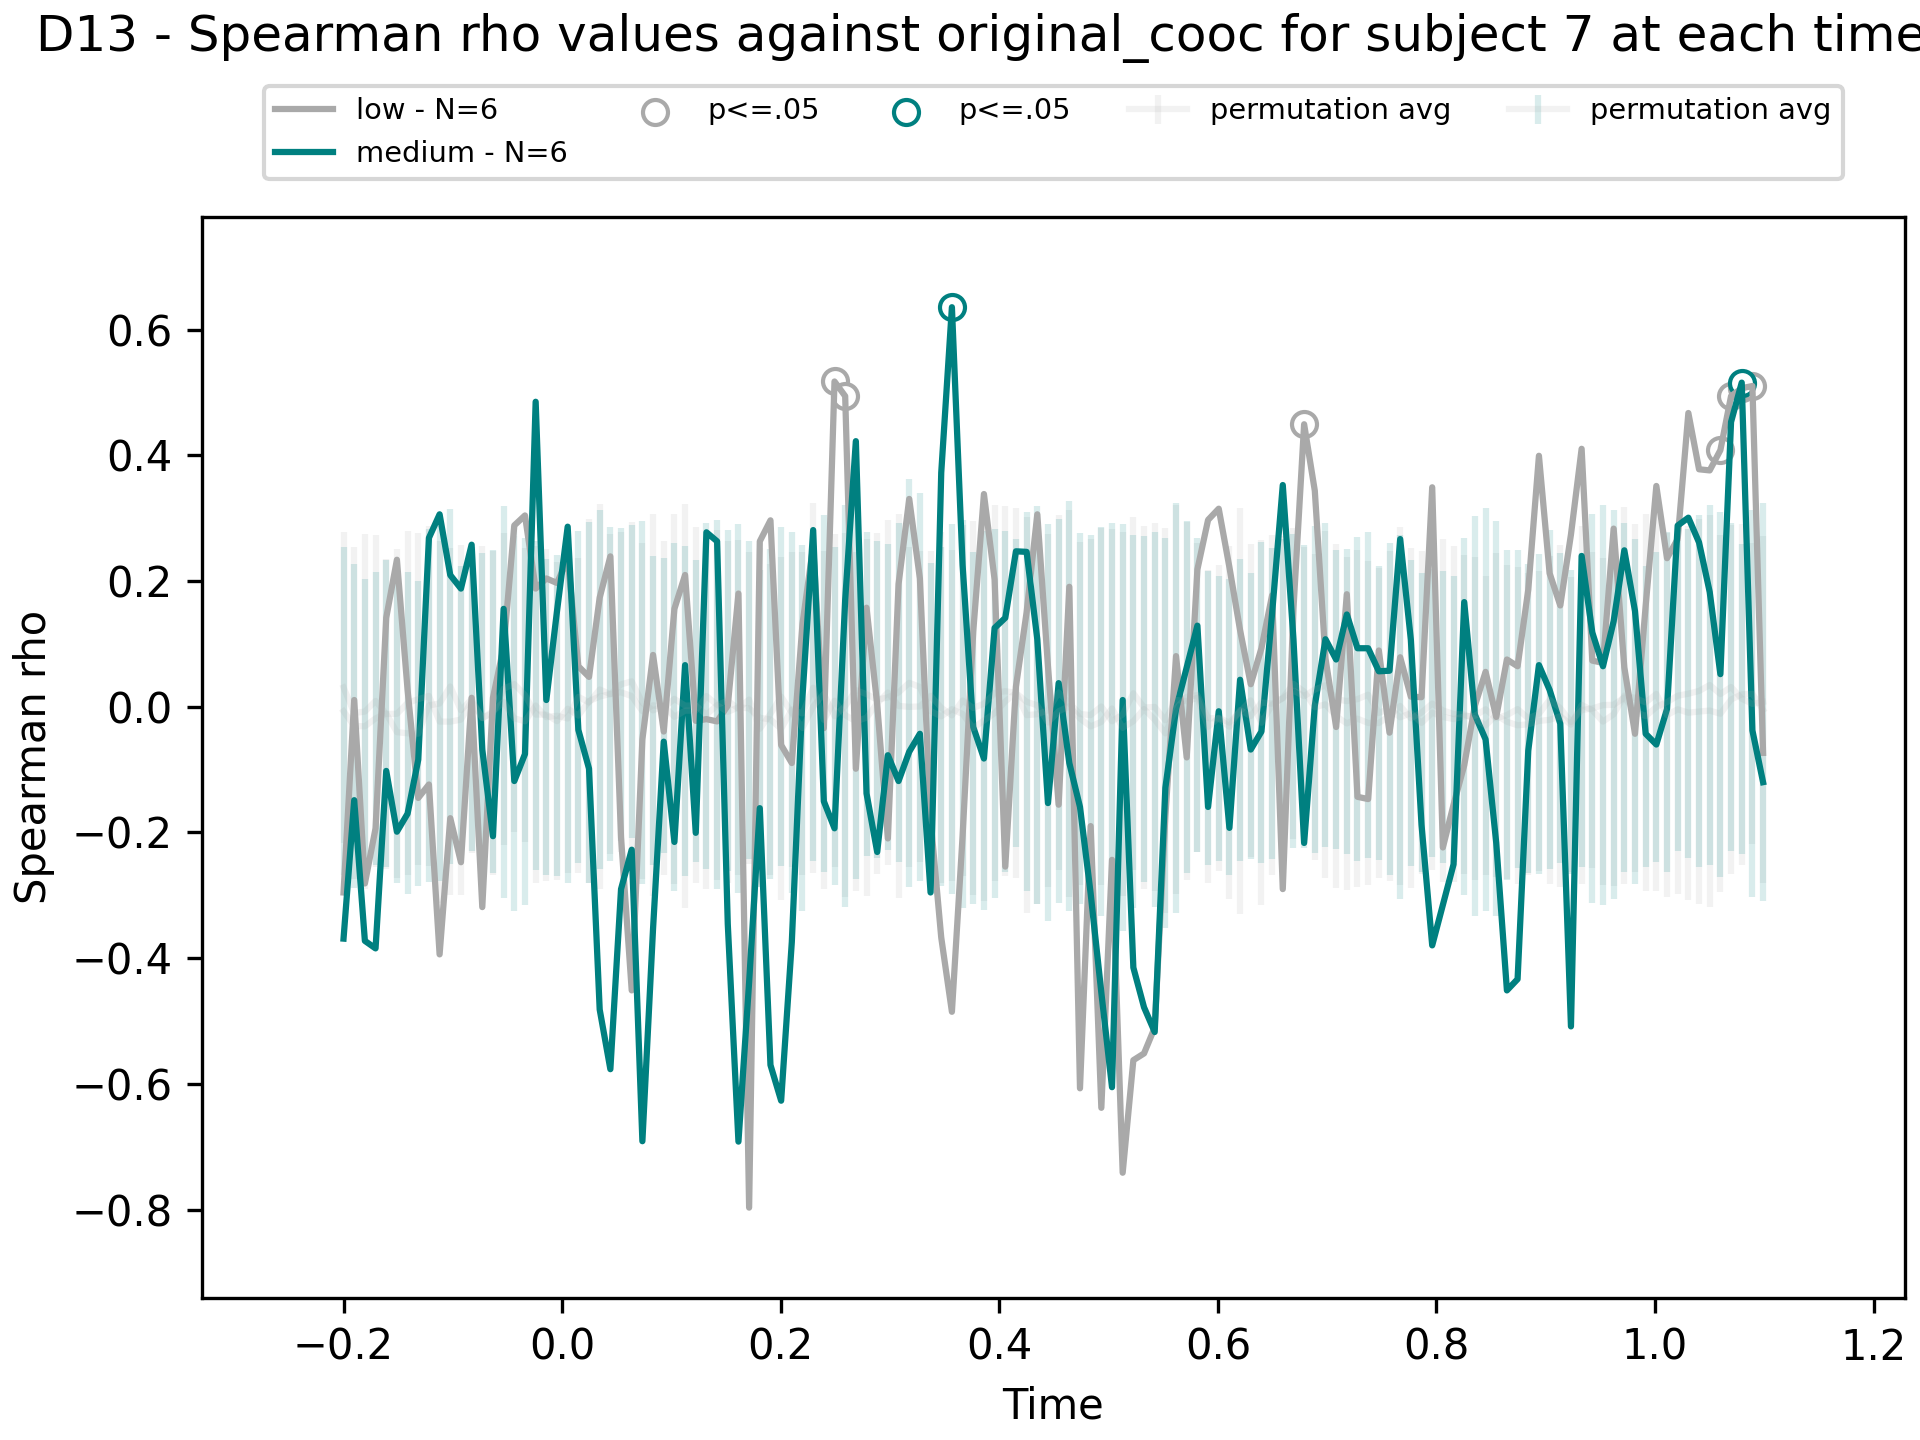 D13 - Spearman rho values against original_cooc for subject 7 at each time
low - N=6
medium - N=6
p<=.05
p<=.05
permutation avg
permutation avg
Spearman rho
0.6
0.4
0.2
0.0
−0.2
−0.4
−0.6
−0.8
−0.2 0.0 0.2 0.4 0.6 0.8 1.0 1.2
Time